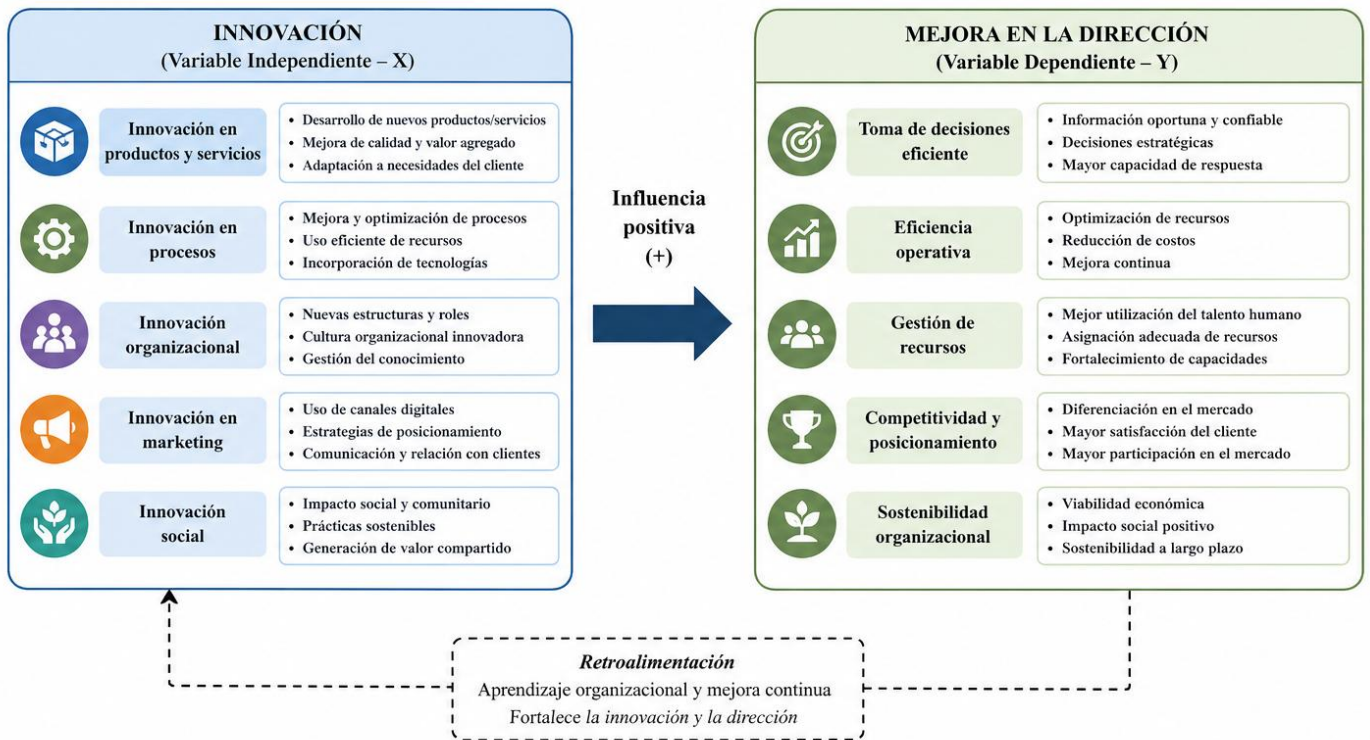 INNOVACIÓN
(Variable Independiente – X)
Innovación en
productos y servicios
• Desarrollo de nuevos productos/servicios
• Mejora de calidad y valor agregado
• Adaptación a necesidades del cliente
Innovación en
procesos
• Mejora y optimización de procesos
• Uso eficiente de recursos
• Incorporación de tecnologías
Innovación
organizacional
• Nuevas estructuras y roles
• Cultura organizacional innovadora
• Gestión del conocimiento
Innovación en
marketing
• Uso de canales digitales
• Estrategias de posicionamiento
• Comunicación y relación con clientes
Innovación
social
• Impacto social y comunitario
• Prácticas sostenibles
• Generación de valor compartido
Influencia
positiva
(+)
MEJORA EN LA DIRECCIÓN
(Variable Dependiente – Y)
Toma de decisiones
eficiente
• Información oportuna y confiable
• Decisiones estratégicas
• Mayor capacidad de respuesta
Eficiencia
operativa
• Optimización de recursos
• Reducción de costos
• Mejora continua
Gestión de
recursos
• Mejor utilización del talento humano
• Asignación adecuada de recursos
• Fortalecimiento de capacidades
Competitividad y
posicionamiento
• Diferenciación en el mercado
• Mayor satisfacción del cliente
• Mayor participación en el mercado
Sostenibilidad
organizacional
• Viabilidad económica
• Impacto social positivo
• Sostenibilidad a largo plazo
Retroalimentación
Aprendizaje organizacional y mejora continua
Fortalece la innovación y la dirección